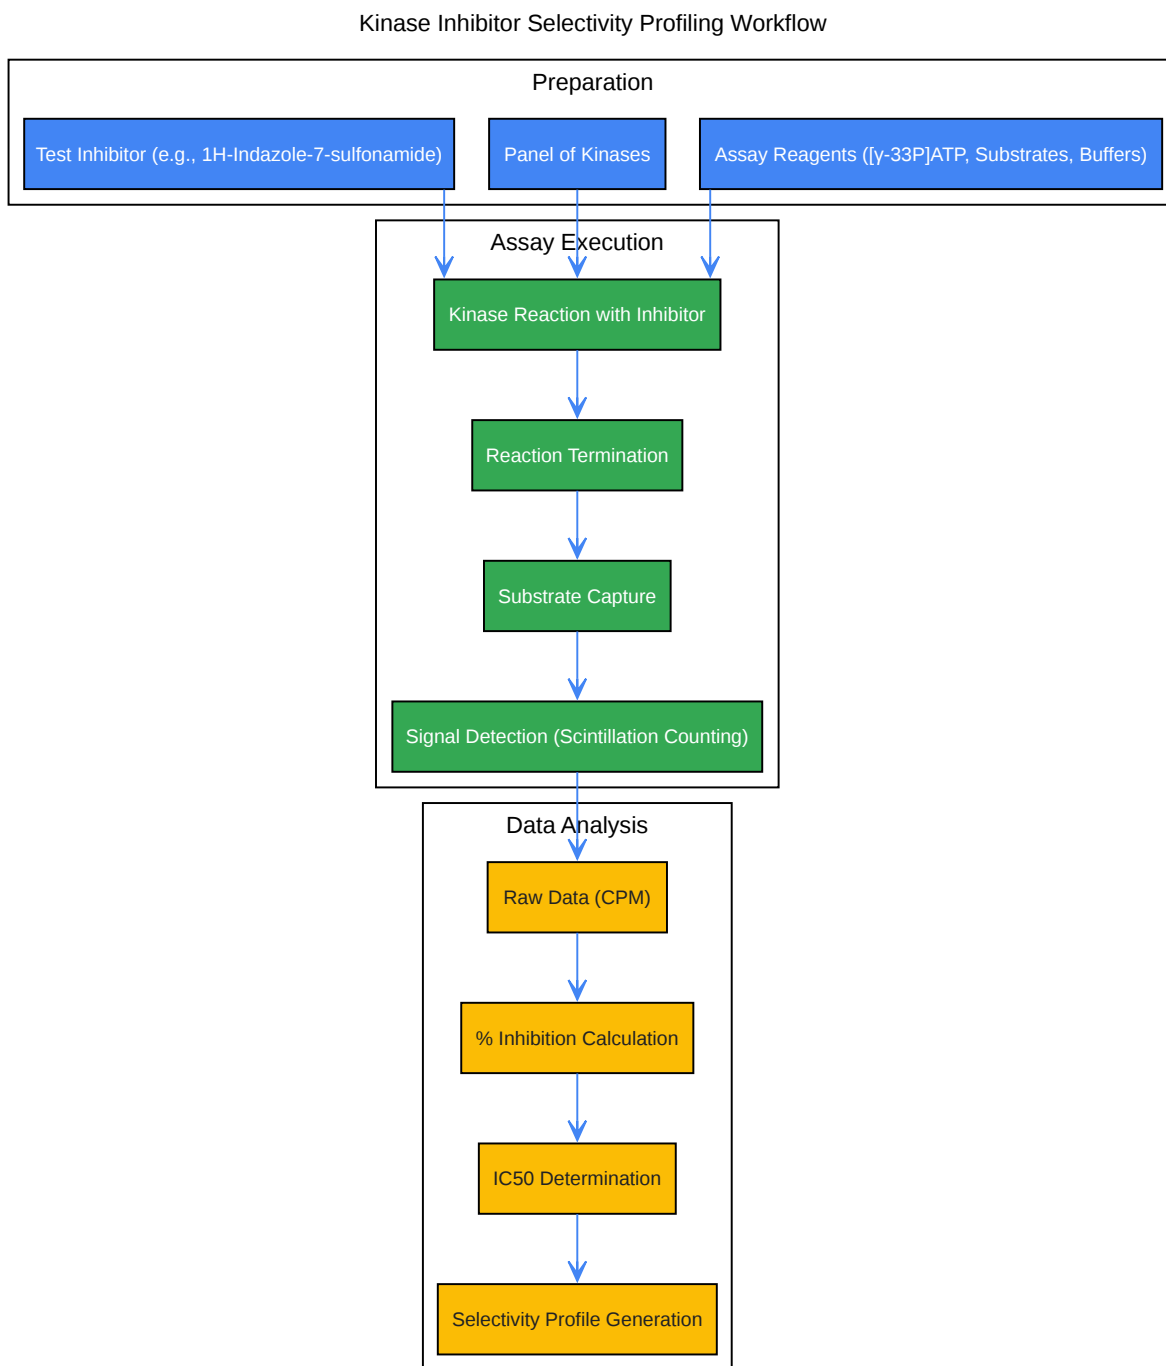 Kinase Inhibitor Selectivity Profiling Workflow
Preparation
Test Inhibitor (e.g., 1H-Indazole-7-sulfonamide)
Panel of Kinases
Assay Reagents ([γ-33P]ATP, Substrates, Buffers)
Assay Execution
Kinase Reaction with Inhibitor
Reaction Termination
Substrate Capture
Signal Detection (Scintillation Counting)
Data Analysis
Raw Data (CPM)
% Inhibition Calculation
IC50 Determination
Selectivity Profile Generation